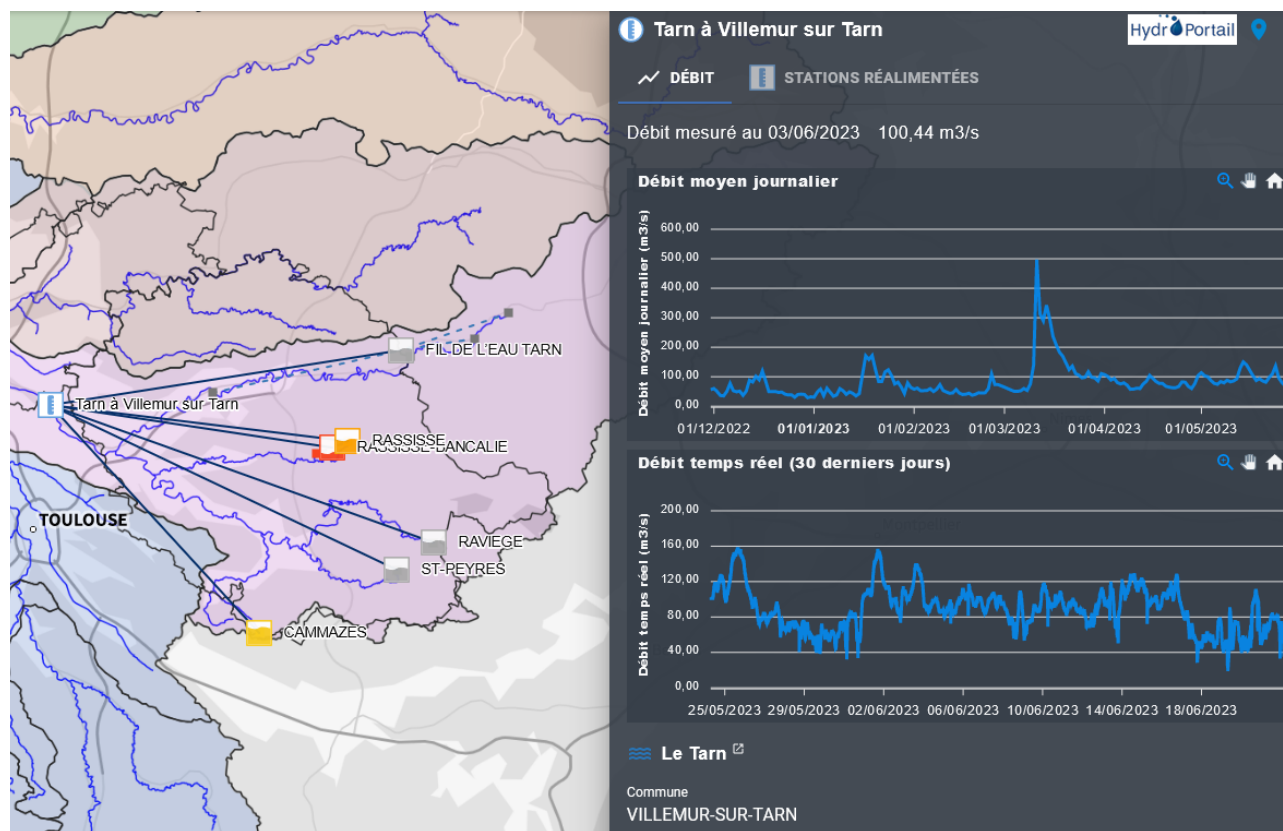 Tarn à Villemur sur Tarn
Hydr Portail
DÉBIT
STATIONS RÉALIMENTÉES
Débit mesuré au 03/06/2023 100,44 m3/s
Débit moyen journalier
Débit moyen journalier (m3/s)
600,00
500,00
400,00
300,00
200,00
100,00
0,00
01/12/2022 01/01/2023 01/02/2023 01/03/2023 01/04/2023 01/05/2023
Débit temps réel (30 derniers jours)
Débit temps réel (m3/s)
200,00
160,00
120,00
80,00
40,00
0,00
25/05/2023 29/05/2023 02/06/2023 06/06/2023 10/06/2023 14/06/2023 18/06/2023
Le Tarn
Commune
VILLEMUR-SUR-TARN
FIL DE L'EAU TARN
Tarn à Villemur sur Tarn
RASSISSE
RASSISSE-BANCALIE
TOULOUSE
RAVIEGE
ST-PEYRES
CAMMAZES